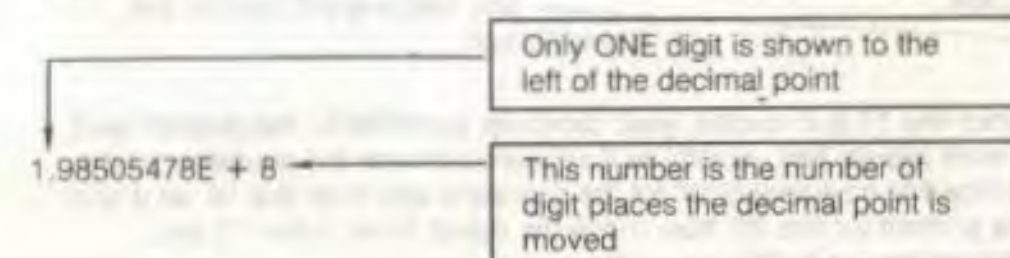 Only ONE digit is shown to the
left of the decimal point
1.98505478E + 8
This number is the number of
digit places the decimal point is
moved